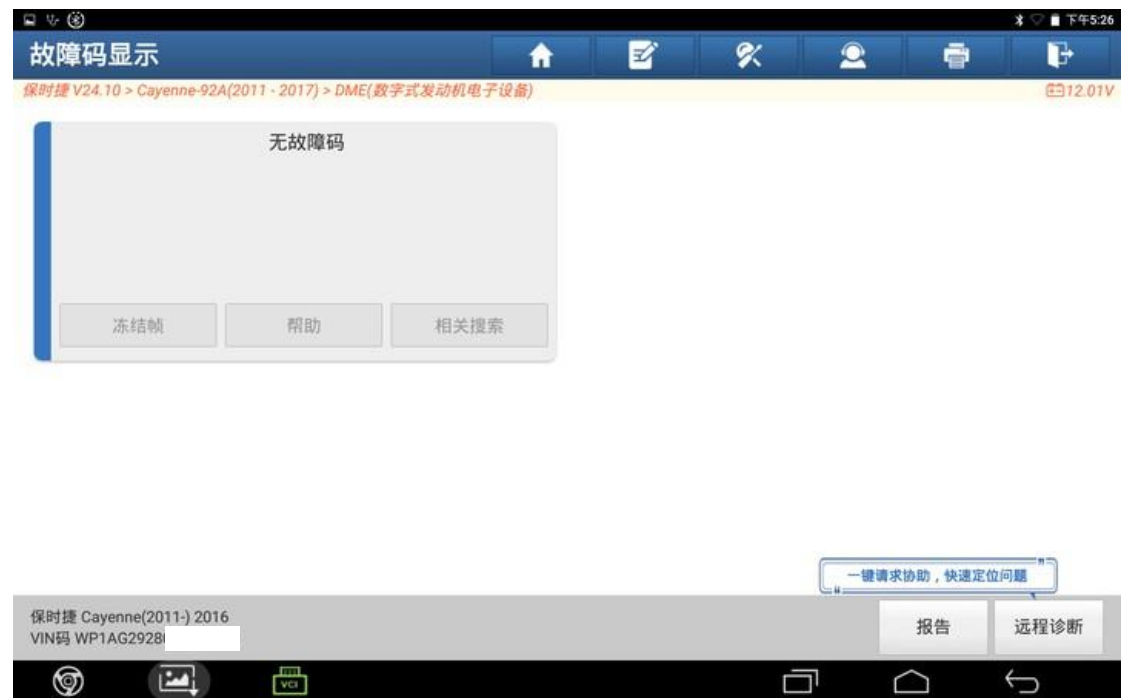 下午5:26
故障码显示
保时捷 V24.10 > Cayenne-92A(2011 - 2017) > DME(数字式发动机电子设备)
12.01V
无故障码
冻结帧
帮助
相关搜索
一键请求协助，快速定位问题
保时捷 Cayenne(2011-) 2016
VIN码 WP1AG2928
报告
远程诊断
VCI